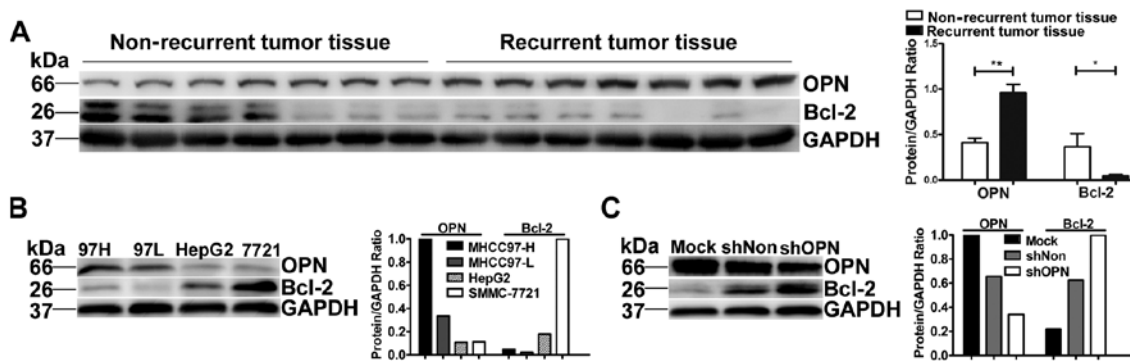 A
kDa
Non-recurrent tumor tissue
Recurrent tumor tissue
66
OPN
26
Bcl-2
37
GAPDH
Non-recurrent tumor tissue
Recurrent tumor tissue
Protein/GAPDH Ratio
1.5
1.0
0.5
0.0
**
*
OPN
Bcl-2
B
kDa
97H 97L HepG2 7721
66
OPN
26
Bcl-2
37
GAPDH
Protein/GAPDH Ratio
1.0
0.8
0.6
0.4
0.2
0
OPN
Bcl-2
MHCC97-H
MHCC97-L
HepG2
SMMC-7721
C
kDa
Mock shNon shOPN
66
OPN
26
Bcl-2
37
GAPDH
Protein/GAPDH Ratio
1.0
0.8
0.6
0.4
0.2
0.0
OPN
Bcl-2
Mock
shNon
shOPN